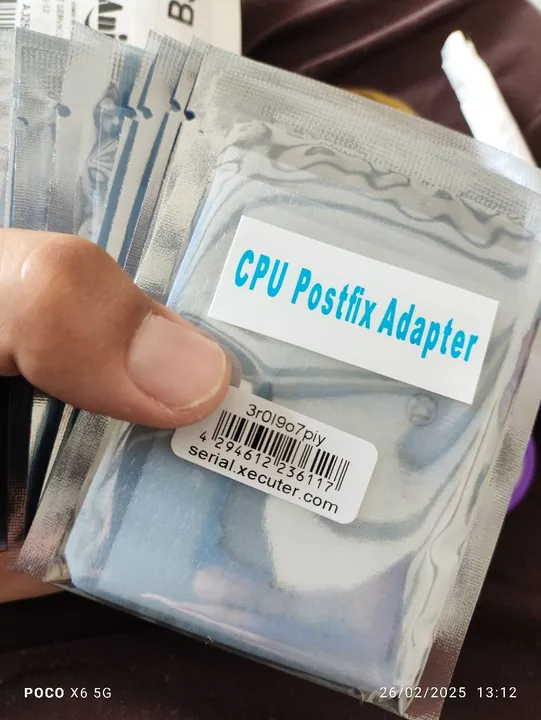 CPU Postfix Adapter
3r0l9o7piy
4 294612 236117
serial.xecuter.com
POCO X6 5G
26/02/2025 13:12